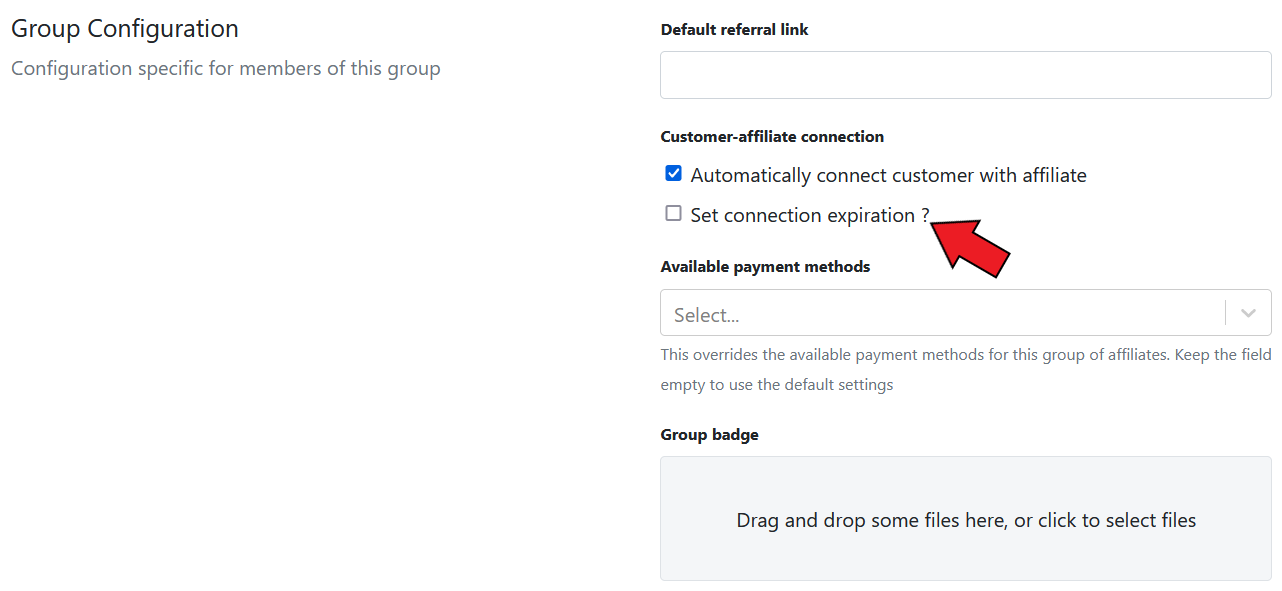 Group Configuration
Configuration specific for members of this group
Default referral link
Customer-affiliate connection
Automatically connect customer with affiliate
Set connection expiration ?
Available payment methods
Select...
This overrides the available payment methods for this group of affiliates. Keep the field
empty to use the default settings
Group badge
Drag and drop some files here, or click to select files